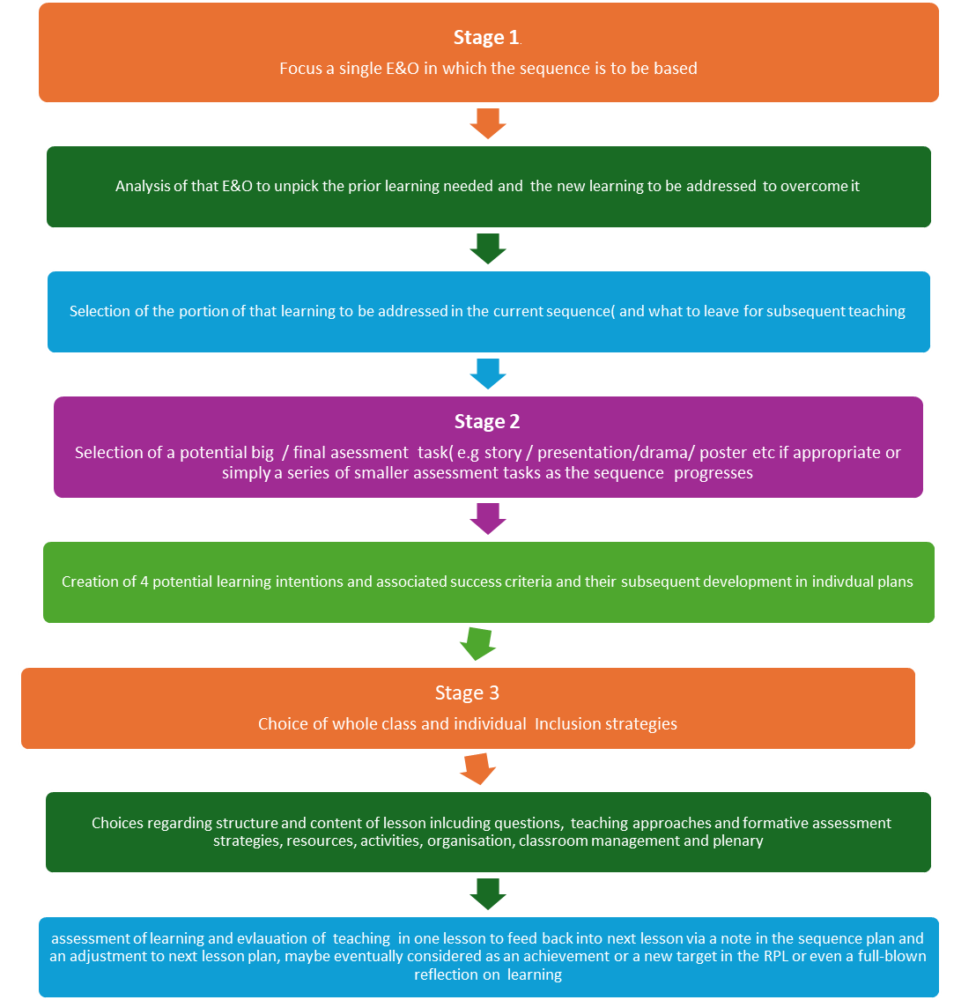 Stage 1.
Focus a single E&O in which the sequence is to be based
Analysis of that E&O to unpick the prior learning needed and the new learning to be addressed to overcome it
Selection of the portion of that learning to be addressed in the current sequence( and what to leave for subsequent teaching
Stage 2
Selection of a potential big / final asessment task( e.g story / presentation/drama/ poster etc if appropriate or
simply a series of smaller assessment tasks as the sequence progresses
Creation of 4 potential learning intentions and associated success criteria and their subsequent development in indivdual plans
Stage 3
Choice of whole class and individual Inclusion strategies
Choices regarding structure and content of lesson inlcuding questions, teaching approaches and formative assessment
strategies, resources, activities, organisation, classroom management and plenary
assessment of learning and evlauation of teaching in one lesson to feed back into next lesson via a note in the sequence plan and
an adjustment to next lesson plan, maybe eventually considered as an achievement or a new target in the RPL or even a full-blown
reflection on learning